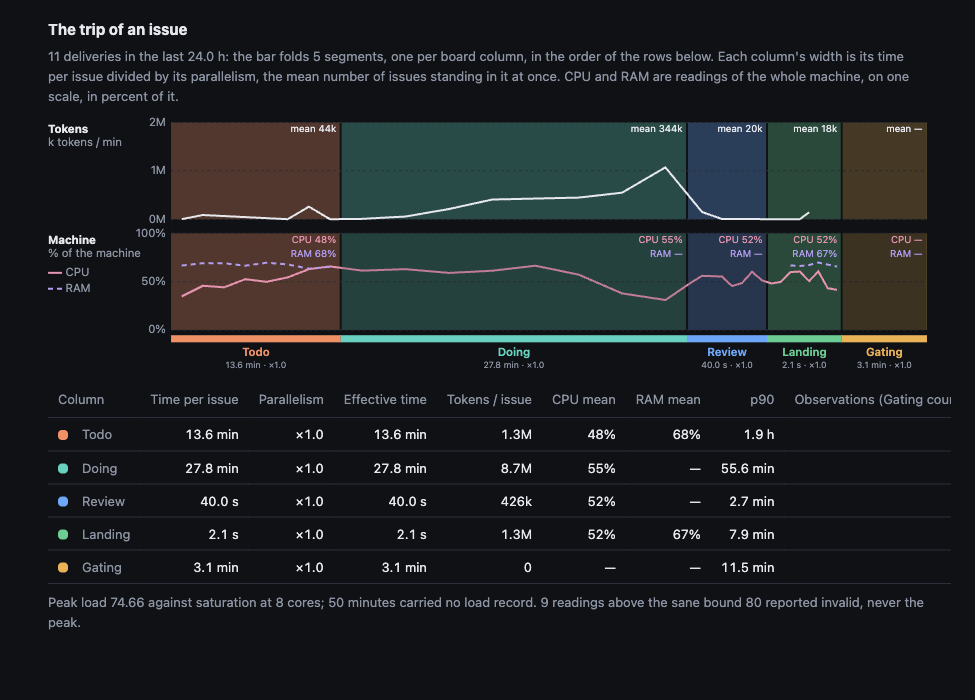 The trip of an issue
11 deliveries in the last 24.0 h: the bar folds 5 segments, one per board column, in the order of the rows below. Each column's width is its time
per issue divided by its parallelism, the mean number of issues standing in it at once. CPU and RAM are readings of the whole machine, on one
scale, in percent of it.
Tokens
k tokens / min
2M
1M
0M
mean 44k
mean 344k
mean 20k
mean 18k
mean —
Machine
% of the machine
CPU
RAM
100%
50%
0%
CPU 48%
RAM 68%
CPU 55%
RAM —
CPU 52%
RAM —
CPU 52%
RAM 67%
CPU —
RAM —
Todo
13.6 min · ×1.0
Doing
27.8 min · ×1.0
Review
40.0 s · ×1.0
Landing
2.1 s · ×1.0
Gating
3.1 min · ×1.0
Column Time per issue Parallelism Effective time Tokens / issue CPU mean RAM mean p90 Observations (Gating cour
Todo 13.6 min ×1.0 13.6 min 1.3M 48% 68% 1.9 h
Doing 27.8 min ×1.0 27.8 min 8.7M 55% — 55.6 min
Review 40.0 s ×1.0 40.0 s 426k 52% — 2.7 min
Landing 2.1 s ×1.0 2.1 s 1.3M 52% 67% 7.9 min
Gating 3.1 min ×1.0 3.1 min 0 — — 11.5 min
Peak load 74.66 against saturation at 8 cores; 50 minutes carried no load record. 9 readings above the sane bound 80 reported invalid, never the
peak.